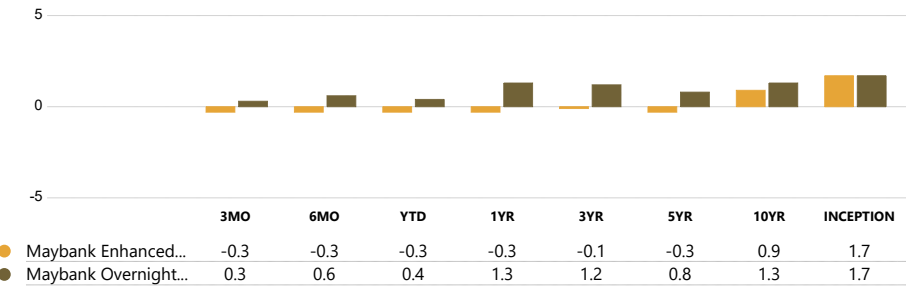 5
0
-5
3MO 6MO YTD 1YR 3YR 5YR 10YR INCEPTION
Maybank Enhanced... -0.3 -0.3 -0.3 -0.3 -0.1 -0.3 0.9 1.7
Maybank Overnight... 0.3 0.6 0.4 1.3 1.2 0.8 1.3 1.7